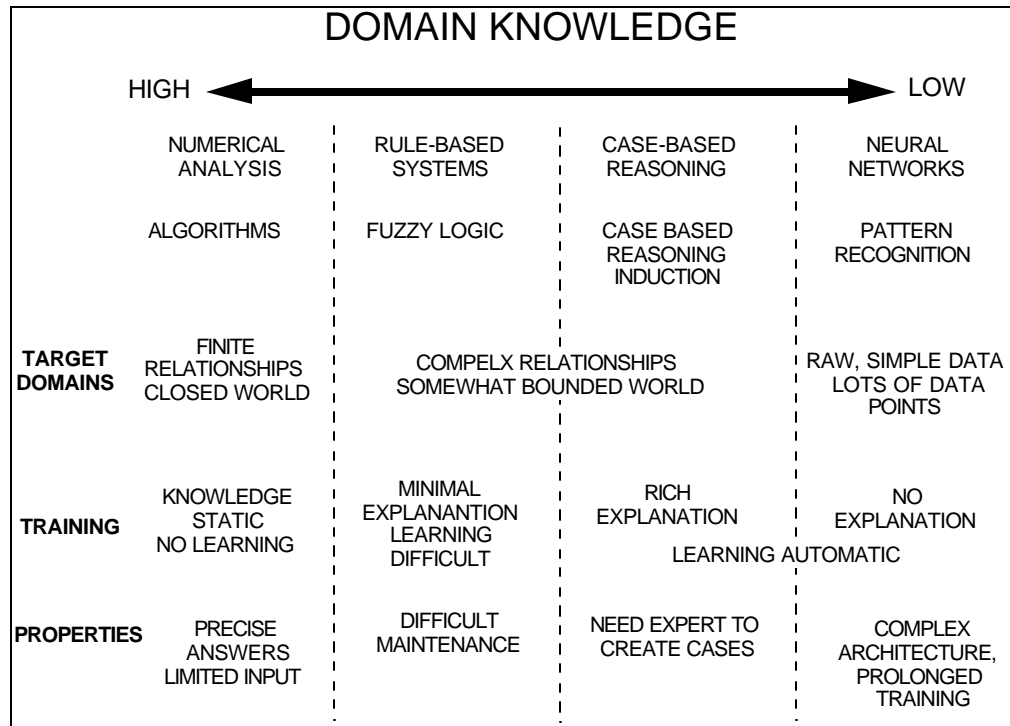 DOMAIN KNOWLEDGE
HIGH
LOW
NUMERICAL
ANALYSIS
RULE-BASED
SYSTEMS
CASE-BASED
REASONING
NEURAL
NETWORKS
ALGORITHMS
FUZZY LOGIC
CASE BASED
REASONING
INDUCTION
PATTERN
RECOGNITION
TARGET
DOMAINS
FINITE
RELATIONSHIPS
CLOSED WORLD
COMPELX RELATIONSHIPS
SOMEWHAT BOUNDED WORLD
RAW, SIMPLE DATA
LOTS OF DATA
POINTS
TRAINING
KNOWLEDGE
STATIC
NO LEARNING
MINIMAL
EXPLANANTION
LEARNING
DIFFICULT
RICH
EXPLANATION
NO
EXPLANATION
LEARNING AUTOMATIC
PROPERTIES
PRECISE
ANSWERS
LIMITED INPUT
DIFFICULT
MAINTENANCE
NEED EXPERT TO
CREATE CASES
COMPLEX
ARCHITECTURE,
PROLONGED
TRAINING